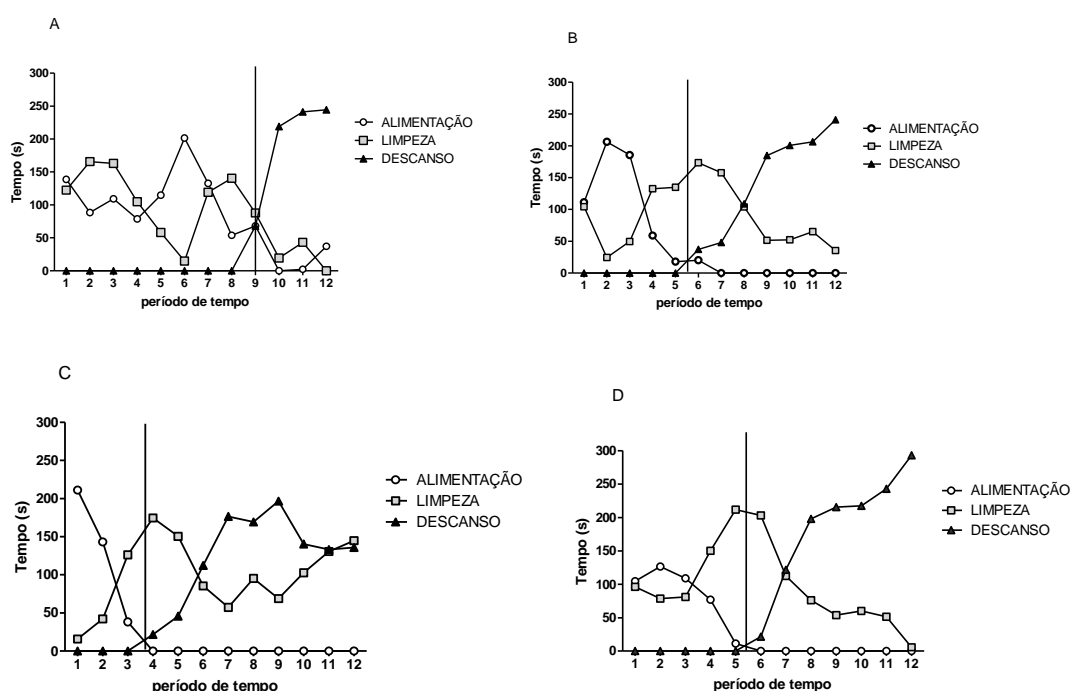 A
300
250
200
150
100
50
0
Tempo (s)
1 2 3 4 5 6 7 8 9 10 11 12
período de tempo
ALIMENTAÇÃO
LIMPEZA
DESCANSO
B
300
250
200
150
100
50
0
Tempo (s)
1 2 3 4 5 6 7 8 9 10 11 12
período de tempo
ALIMENTAÇÃO
LIMPEZA
DESCANSO
C
300
250
200
150
100
50
0
Tempo (s)
1 2 3 4 5 6 7 8 9 10 11 12
período de tempo
ALIMENTAÇÃO
LIMPEZA
DESCANSO
D
300
250
200
150
100
50
0
Tempo (s)
1 2 3 4 5 6 7 8 9 10 11 12
período de tempo
ALIMENTAÇÃO
LIMPEZA
DESCANSO